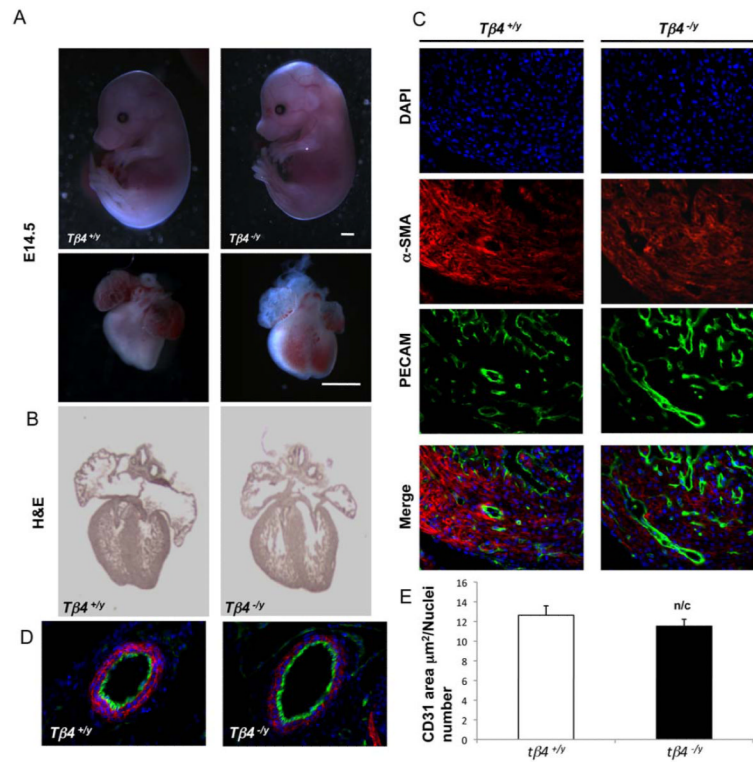 A
E14.5
Tβ4 +/y
Tβ4 -/y
B
H&E
Tβ4 +/y
Tβ4 -/y
D
Tβ4 +/y
Tβ4 -/y
C
Tβ4 +/y
Tβ4 -/y
DAPI
α-SMA
PECAM
Merge
E
CD31 area μm²/Nuclei
number
16
14
12
10
8
6
4
2
0
n/c
tβ4 +/y
tβ4 -/y